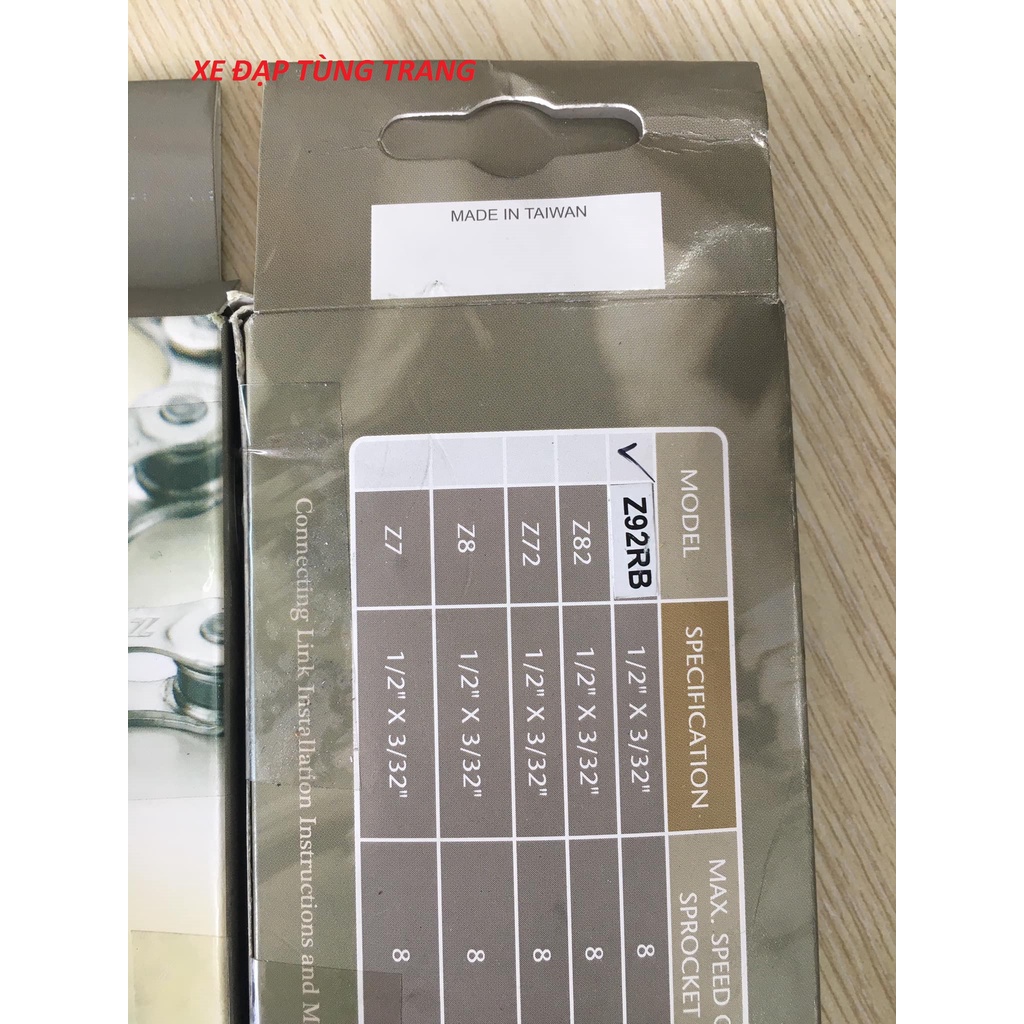 XE ĐẠP TÙNG TRANG
MADE IN TAIWAN
MODEL SPECIFICATION MAX. SPEED
SPROCKET
Z92RB 1/2" X 3/32" 8
Z82 1/2" X 3/32" 8
Z72 1/2" X 3/32" 8
Z8 1/2" X 3/32" 8
Z7 1/2" X 3/32" 8
Connecting Link Installation Instructions and